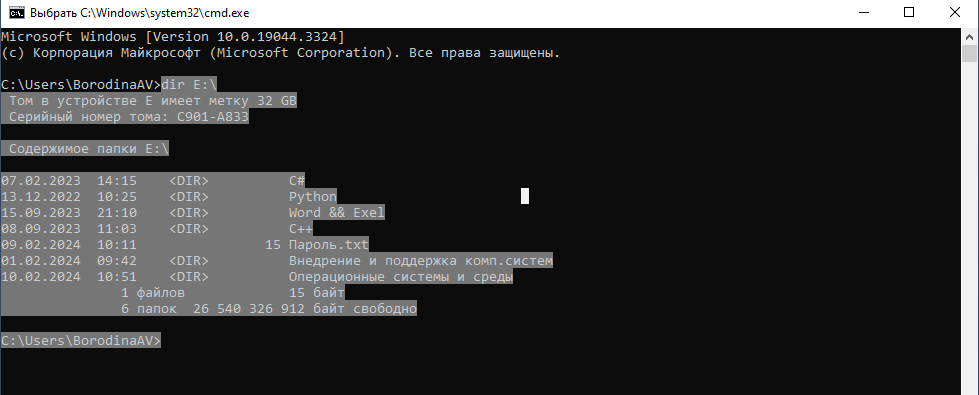 Выбрать C:\Windows\system32\cmd.exe
Microsoft Windows [Version 10.0.19044.3324]
(c) Корпорация Майкрософт (Microsoft Corporation). Все права защищены.
C:\Users\BorodinaAV>dir E:\
Том в устройстве E имеет метку 32 GB
Серийный номер тома: C901-A833
Содержимое папки E:\
07.02.2023  14:15    <DIR>          C#
13.12.2022  10:25    <DIR>          Python
15.09.2023  21:10    <DIR>          Word && Exel
08.09.2023  11:03    <DIR>          C++
09.02.2024  10:11                15 Пароль.txt
01.02.2024  09:42    <DIR>          Внедрение и поддержка комп.систем
10.02.2024  10:51    <DIR>          Операционные системы и среды
1 файлов             15 байт
6 папок  26 540 326 912 байт свободно
C:\Users\BorodinaAV>